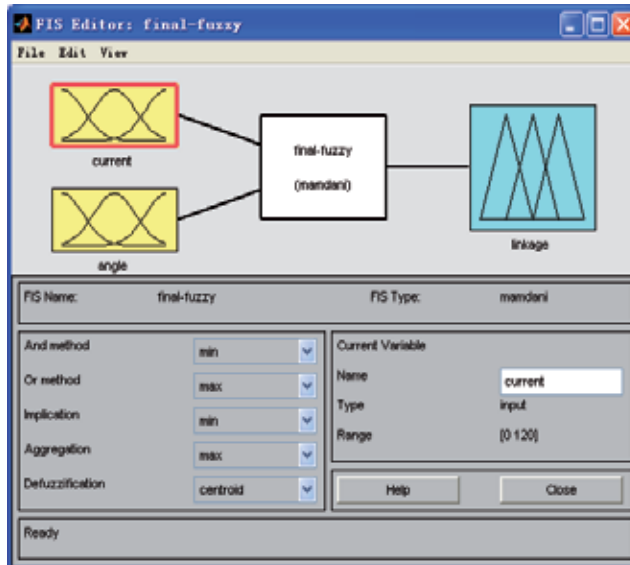 FIS Editor: final-fuzzy
File Edit View
current
angle
final-fuzzy
(mamdani)
linkage
FIS Name: final-fuzzy FIS Type: mamdani
And method min
Or method max
Implication min
Aggregation max
Defuzzification centroid
Current Variable
Name current
Type input
Range [0 120]
Help Close
Ready